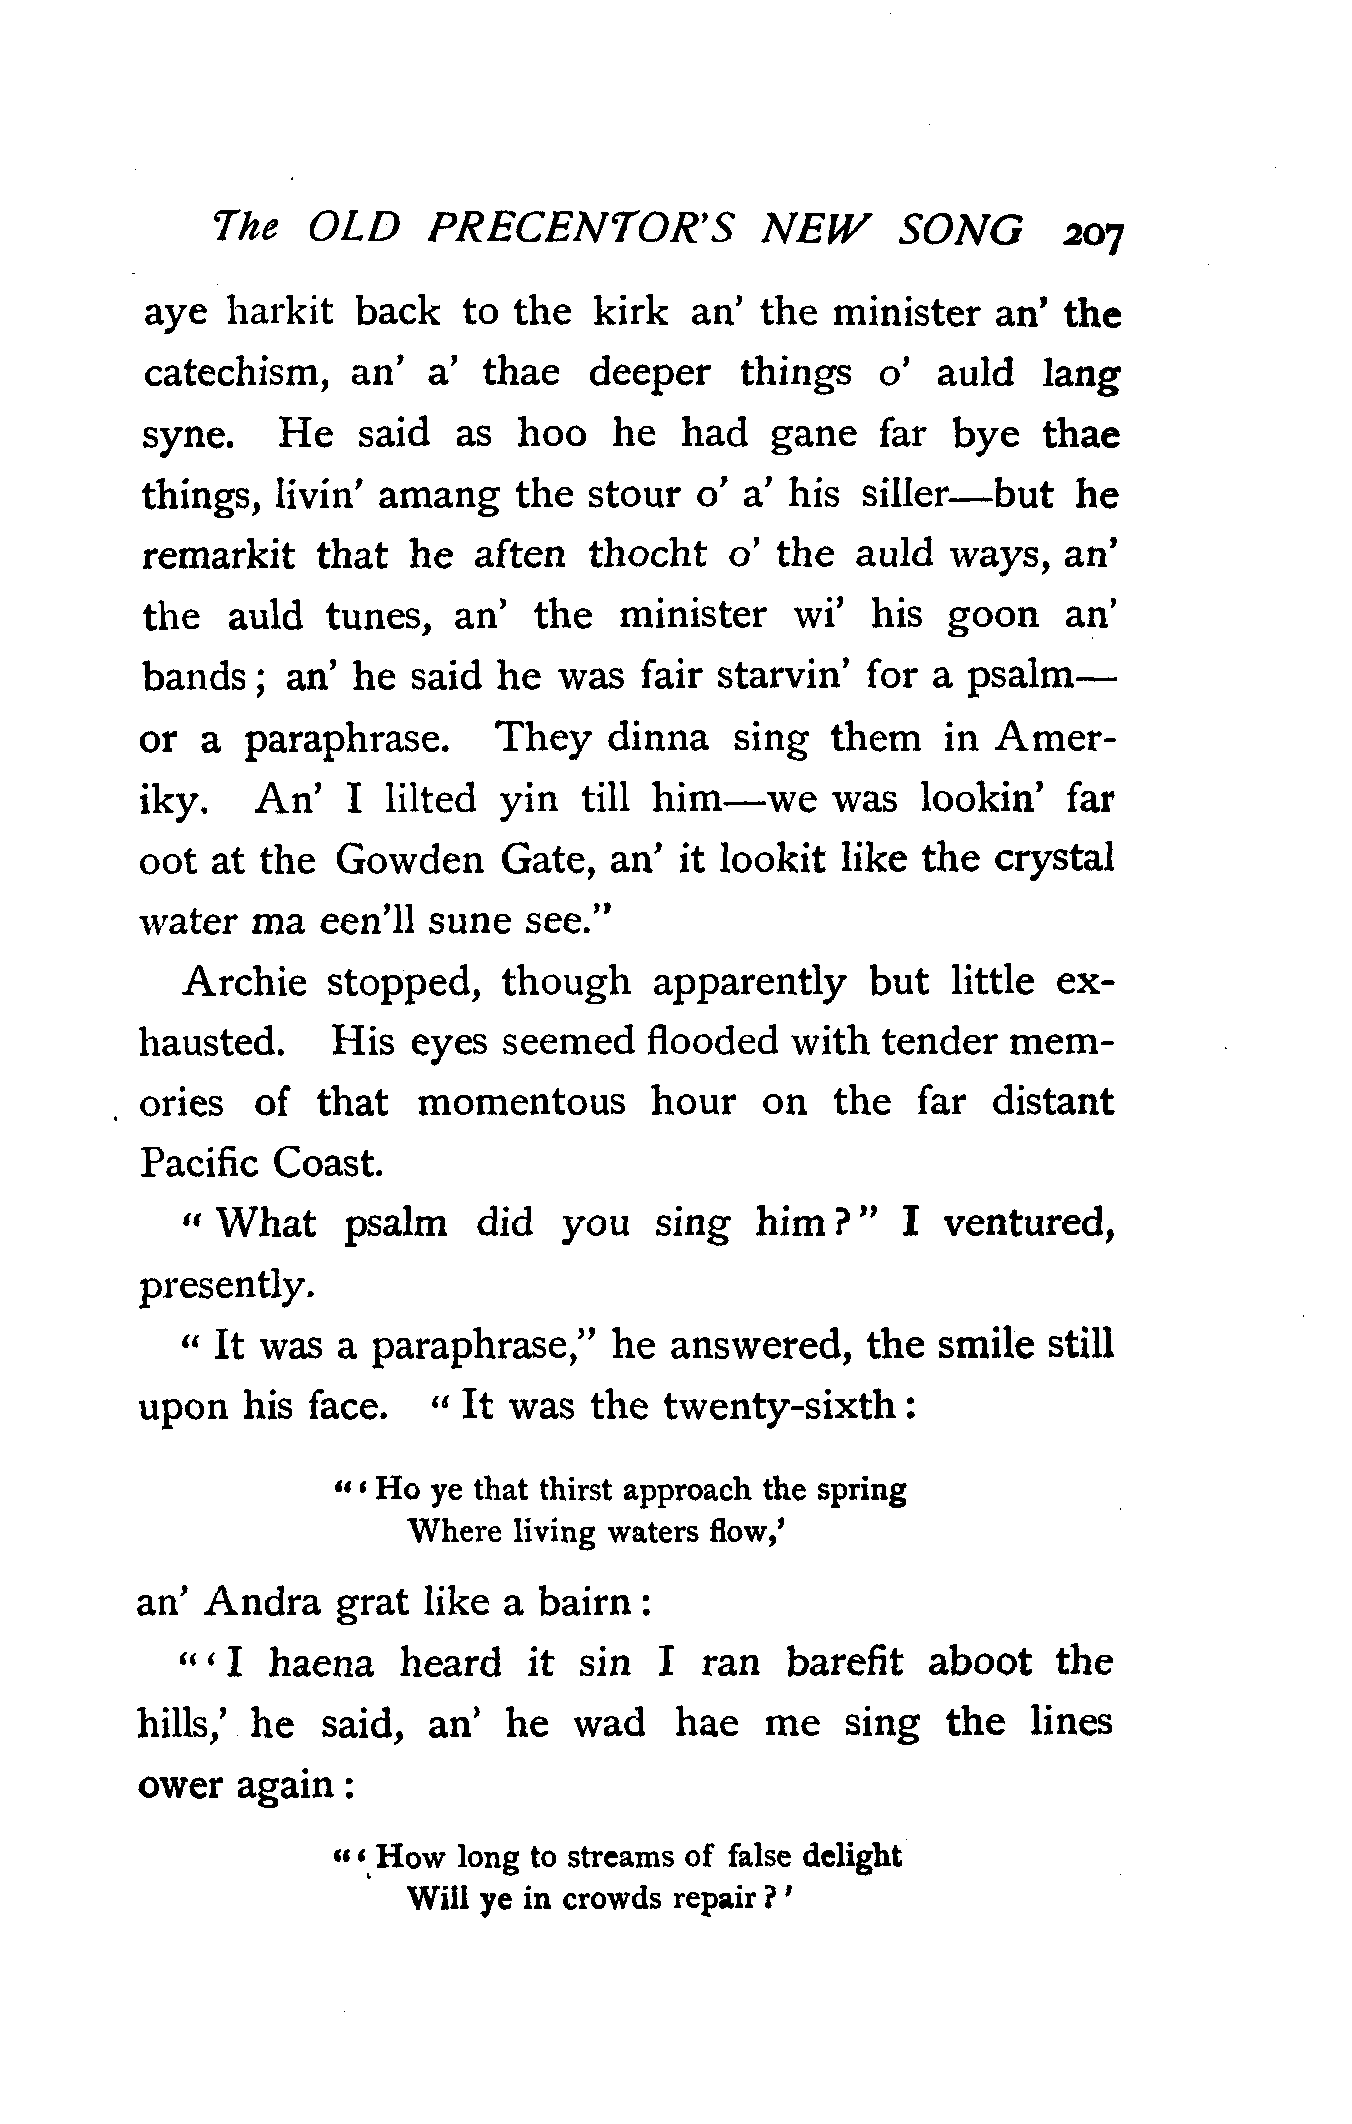 The OLD PRECENTOR'S NEW SONG 207
aye harkit back to the kirk an' the minister an' the
catechism, an' a' thae deeper things o' auld lang
syne. He said as hoo he had gane far bye thae
things, livin' amang the stour o' a' his siller—but he
remarkit that he aften thocht o' the auld ways, an'
the auld tunes, an' the minister wi' his goon an'
bands; an' he said he was fair starvin' for a psalm—
or a paraphrase. They dinna sing them in Amer-
iky. An' I lilted yin till him—we was lookin' far
oot at the Gowden Gate, an' it lookit like the crystal
water ma een'll sune see."
Archie stopped, though apparently but little ex-
hausted. His eyes seemed flooded with tender mem-
ories of that momentous hour on the far distant
Pacific Coast.
"What psalm did you sing him?" I ventured,
presently.
"It was a paraphrase," he answered, the smile still
upon his face. "It was the twenty-sixth:
"'Ho ye that thirst approach the spring
Where living waters flow,'
an' Andra grat like a bairn:
"'I haena heard it sin I ran barefit aboot the
hills,' he said, an' he wad hae me sing the lines
ower again:
"'How long to streams of false delight
Will ye in crowds repair?'